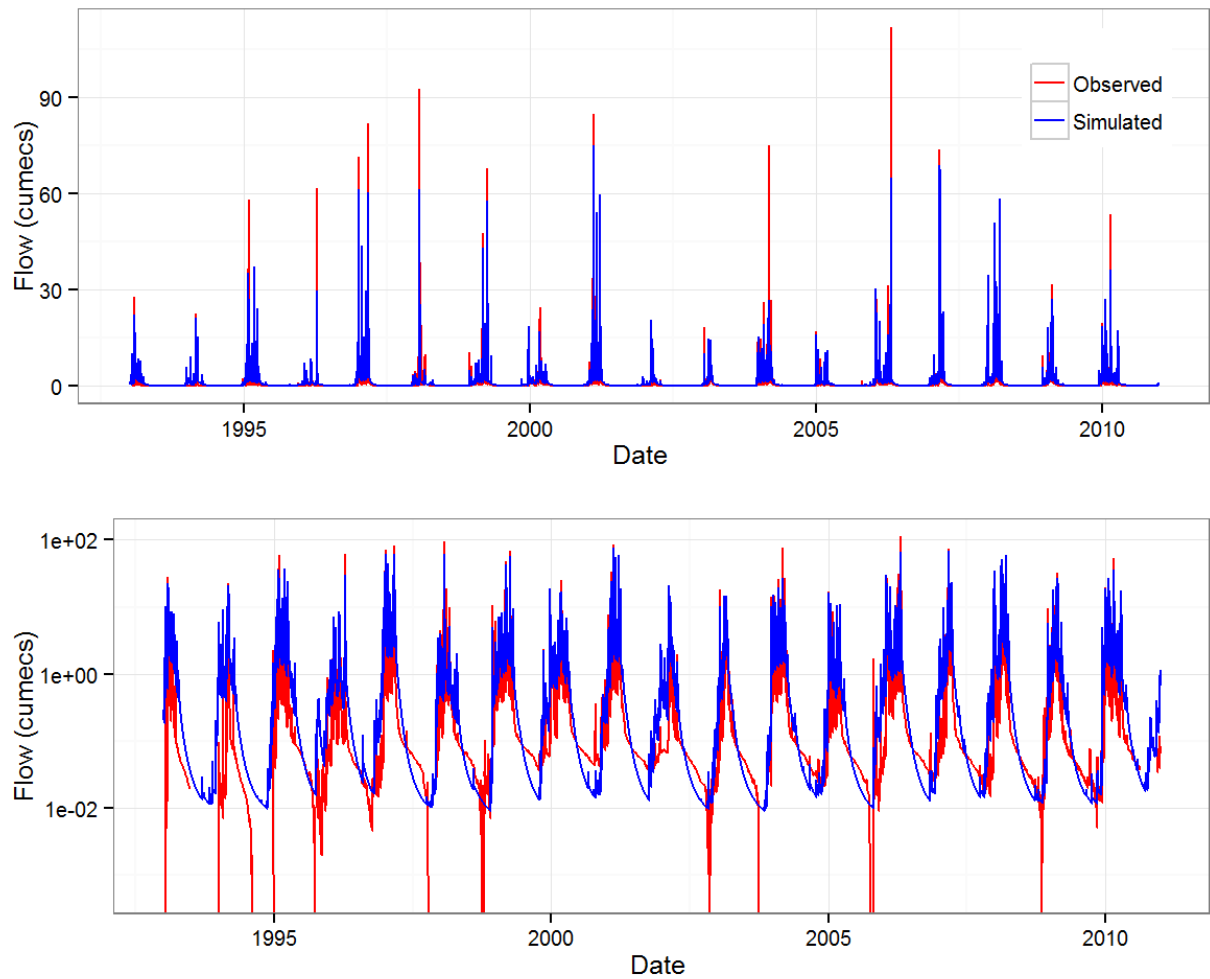 90
60
30
0
Flow (cumecs)
Observed
Simulated
1995
2000
2005
2010
Date
1e+02
1e+00
1e-02
Flow (cumecs)
1995
2000
2005
2010
Date